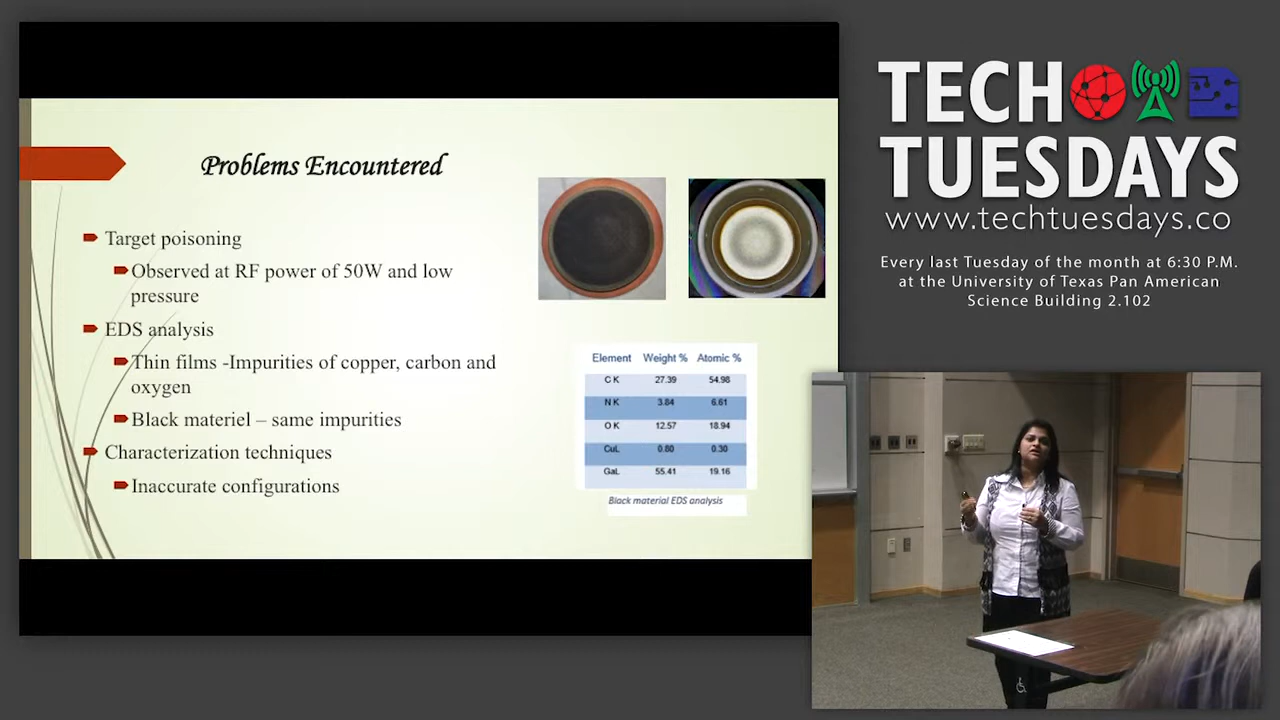 Problems Encountered
Target poisoning
Observed at RF power of 50W and low
pressure
EDS analysis
Thin films -Impurities of copper, carbon and
oxygen
Black materiel – same impurities
Characterization techniques
Inaccurate configurations
Element Weight % Atomic %
C K 27.39 54.98
N K 3.84 6.61
O K 12.57 18.94
CuL 0.80 0.30
GaL 55.41 19.16
Black material EDS analysis
TECH
TUESDAYS
www.techtuesdays.co
Every last Tuesday of the month at 6:30 P.M.
at the University of Texas Pan American
Science Building 2.102